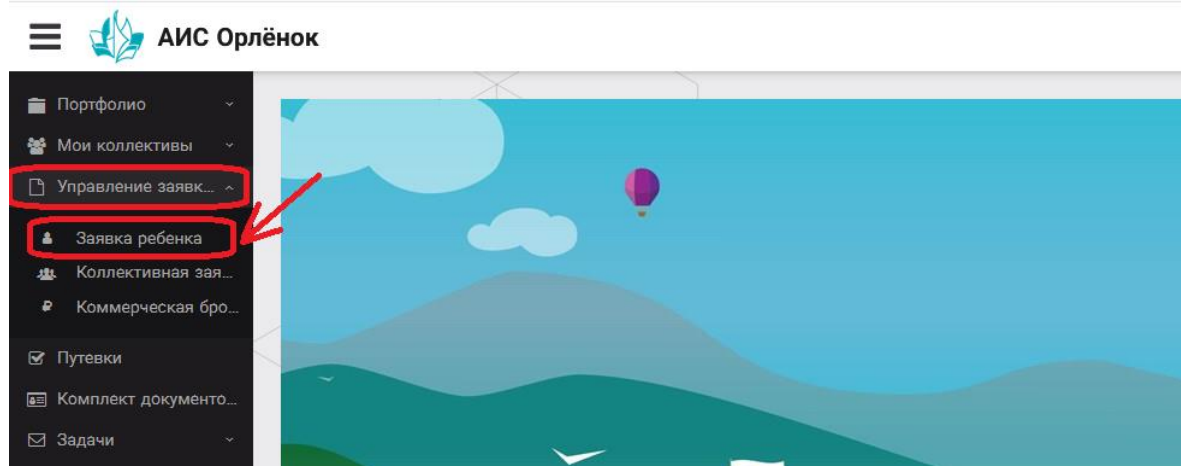 АИС Орлёнок
Портфолио
Мои коллективы
Управление заявк...
Заявка ребенка
Коллективная зая...
Коммерческая бро...
Путевки
Комплект документо...
Задачи